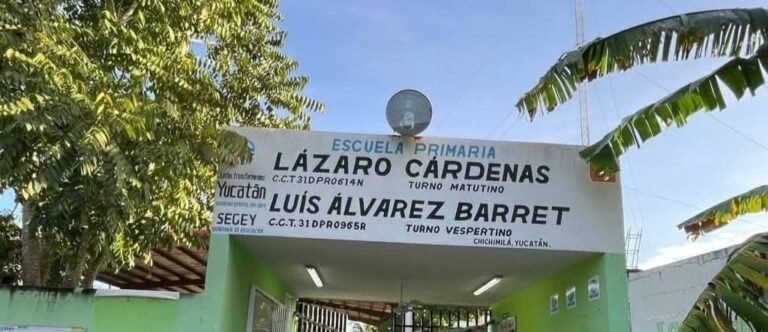 ESCUELA PRIMARIA
LÁZARO CÁRDENAS
C.C.T 31DPR0614N TURNO MATUTINO
Yucatán
SEGEY
LUÍS ÁLVAREZ BARRET
C.C.T. 31DPR0965R TURNO VESPERTINO
CHICHIMILÁ, YUCATÁN.